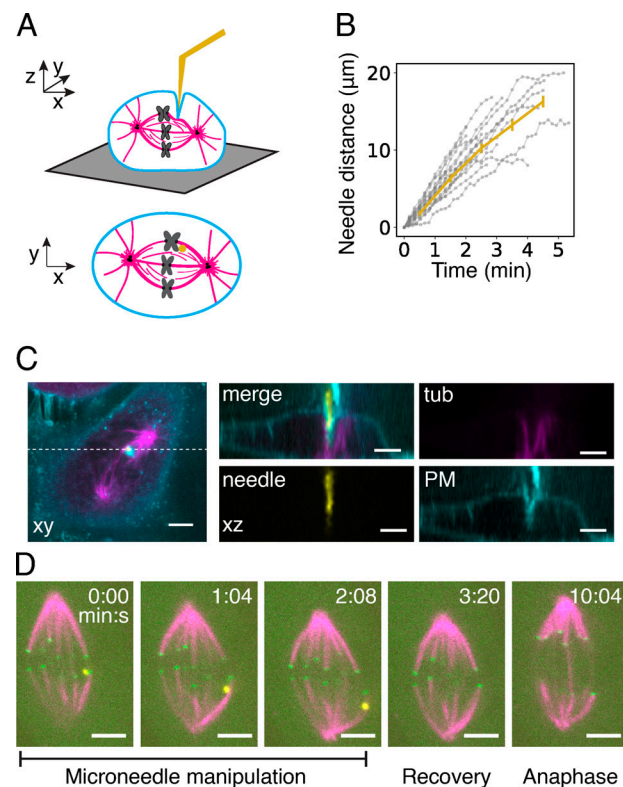 A
z
y
x
y
x
B
Needle distance (μm)
20
10
0
0 1 2 3 4 5
Time (min)
C
xy
merge
tub
needle
xz
PM
D
0:00
min:s
1:04
2:08
3:20
10:04
Microneedle manipulation
Recovery
Anaphase